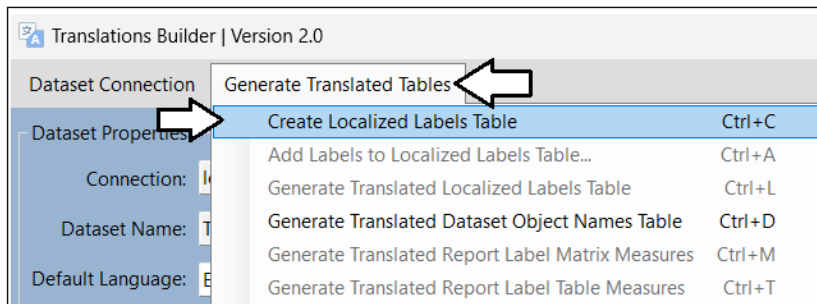 Translations Builder | Version 2.0
Dataset Connection Generate Translated Tables
Dataset Properties
Create Localized Labels Table Ctrl+C
Add Labels to Localized Labels Table... Ctrl+A
Connection:
Generate Translated Localized Labels Table Ctrl+L
Dataset Name: T
Generate Translated Dataset Object Names Table Ctrl+D
Generate Translated Report Label Matrix Measures Ctrl+M
Default Language: E
Generate Translated Report Label Table Measures Ctrl+T